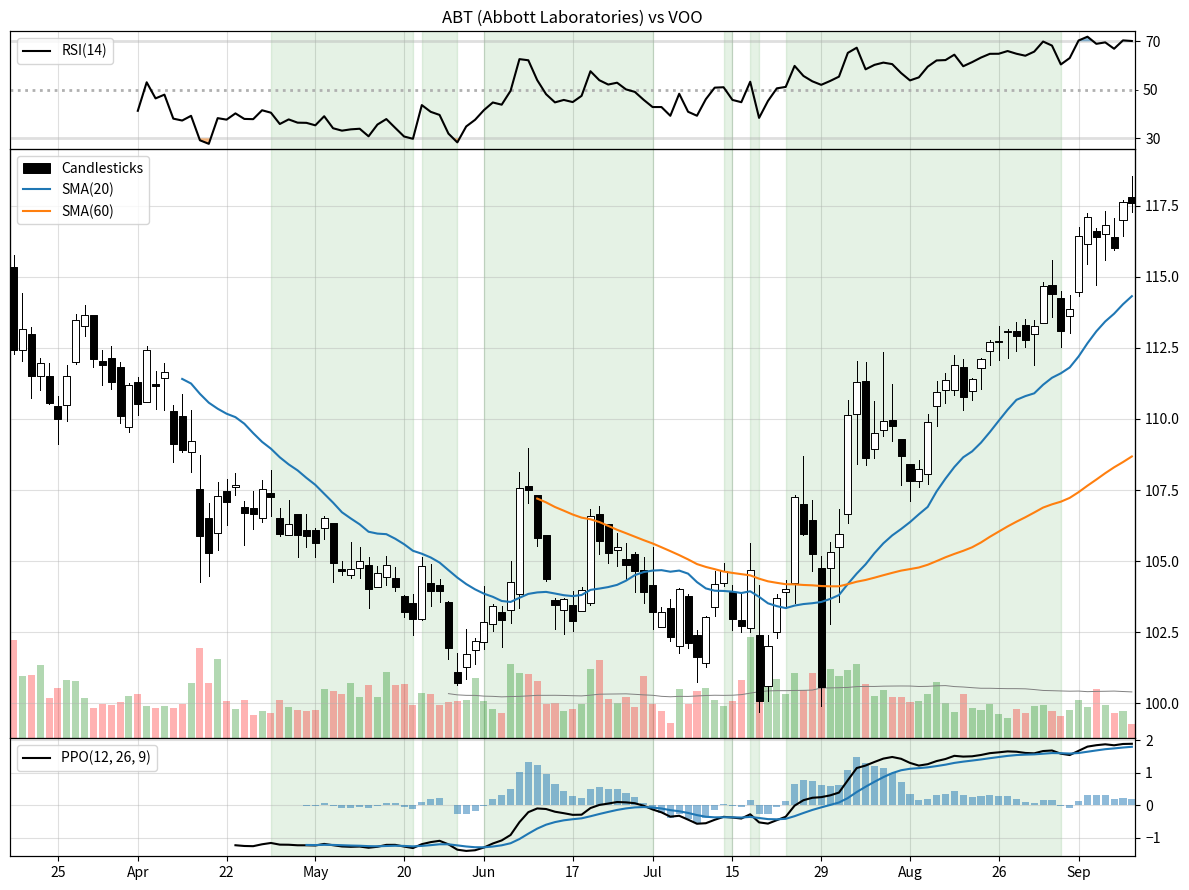 ABT (Abbott Laboratories) vs VOO
RSI(14)
70
50
30
Candlesticks
SMA(20)
SMA(60)
117.5
115.0
112.5
110.0
107.5
105.0
102.5
100.0
PPO(12, 26, 9)
2
1
0
−1
25 Apr 22 May 20 Jun 17 Jul 15 29 Aug 26 Sep